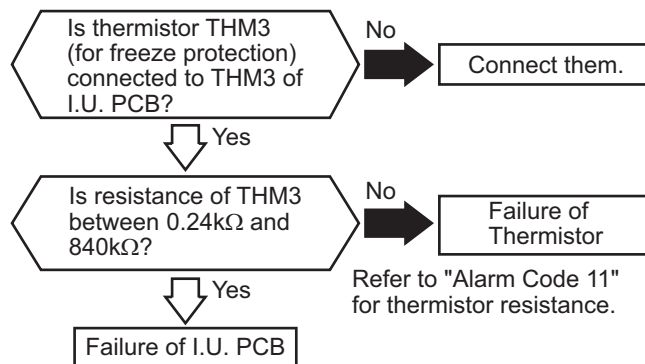 Is thermistor THM3
(for freeze protection)
connected to THM3 of
I.U. PCB?
No
Connect them.
Yes
Is resistance of THM3
between 0.24kΩ and
840kΩ?
No
Failure of
Thermistor
Refer to "Alarm Code 11"
for thermistor resistance.
Yes
Failure of I.U. PCB